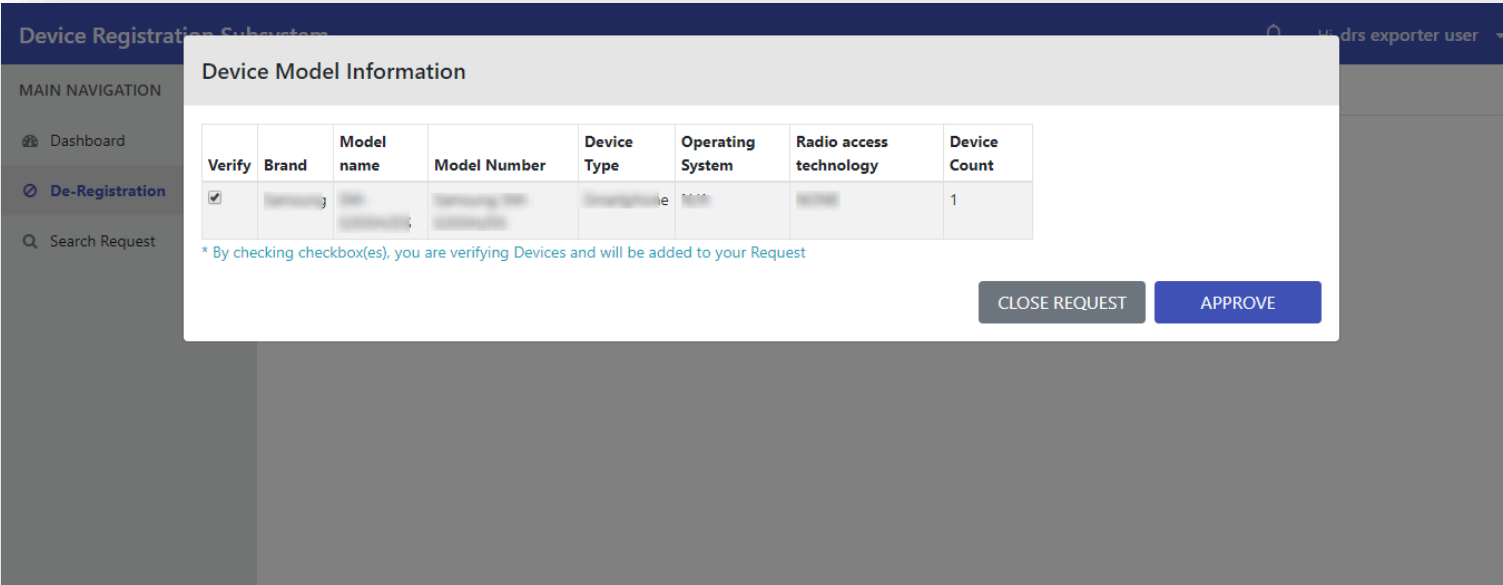 Device Registration Subsystem
Hi, drs exporter user
MAIN NAVIGATION
Dashboard
De-Registration
Search Request
Device Model Information
Verify Brand Model name Model Number Device Type Operating System Radio access technology Device Count
1
* By checking checkbox(es), you are verifying Devices and will be added to your Request
CLOSE REQUEST
APPROVE